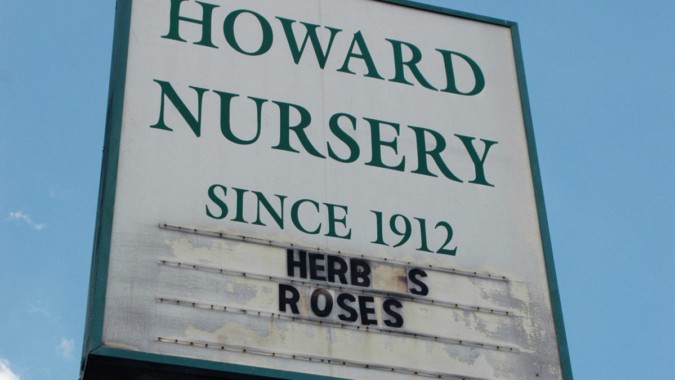 HOWARD
NURSERY
SINCE 1912
HERB S
ROSES